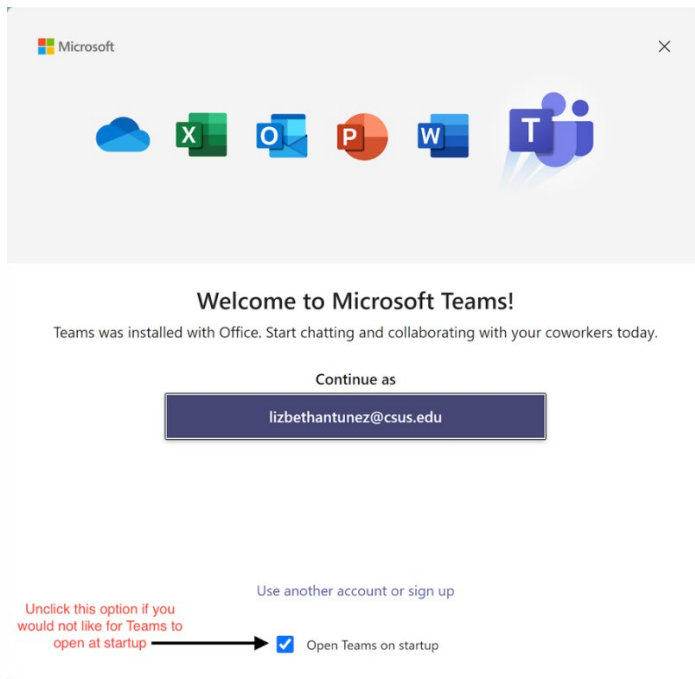 Microsoft
X
O
P
W
T
Welcome to Microsoft Teams!
Teams was installed with Office. Start chatting and collaborating with your coworkers today.
Continue as
lizbethantunez@csus.edu
Use another account or sign up
Unclick this option if you
would not like for Teams to
open at startup
Open Teams on startup